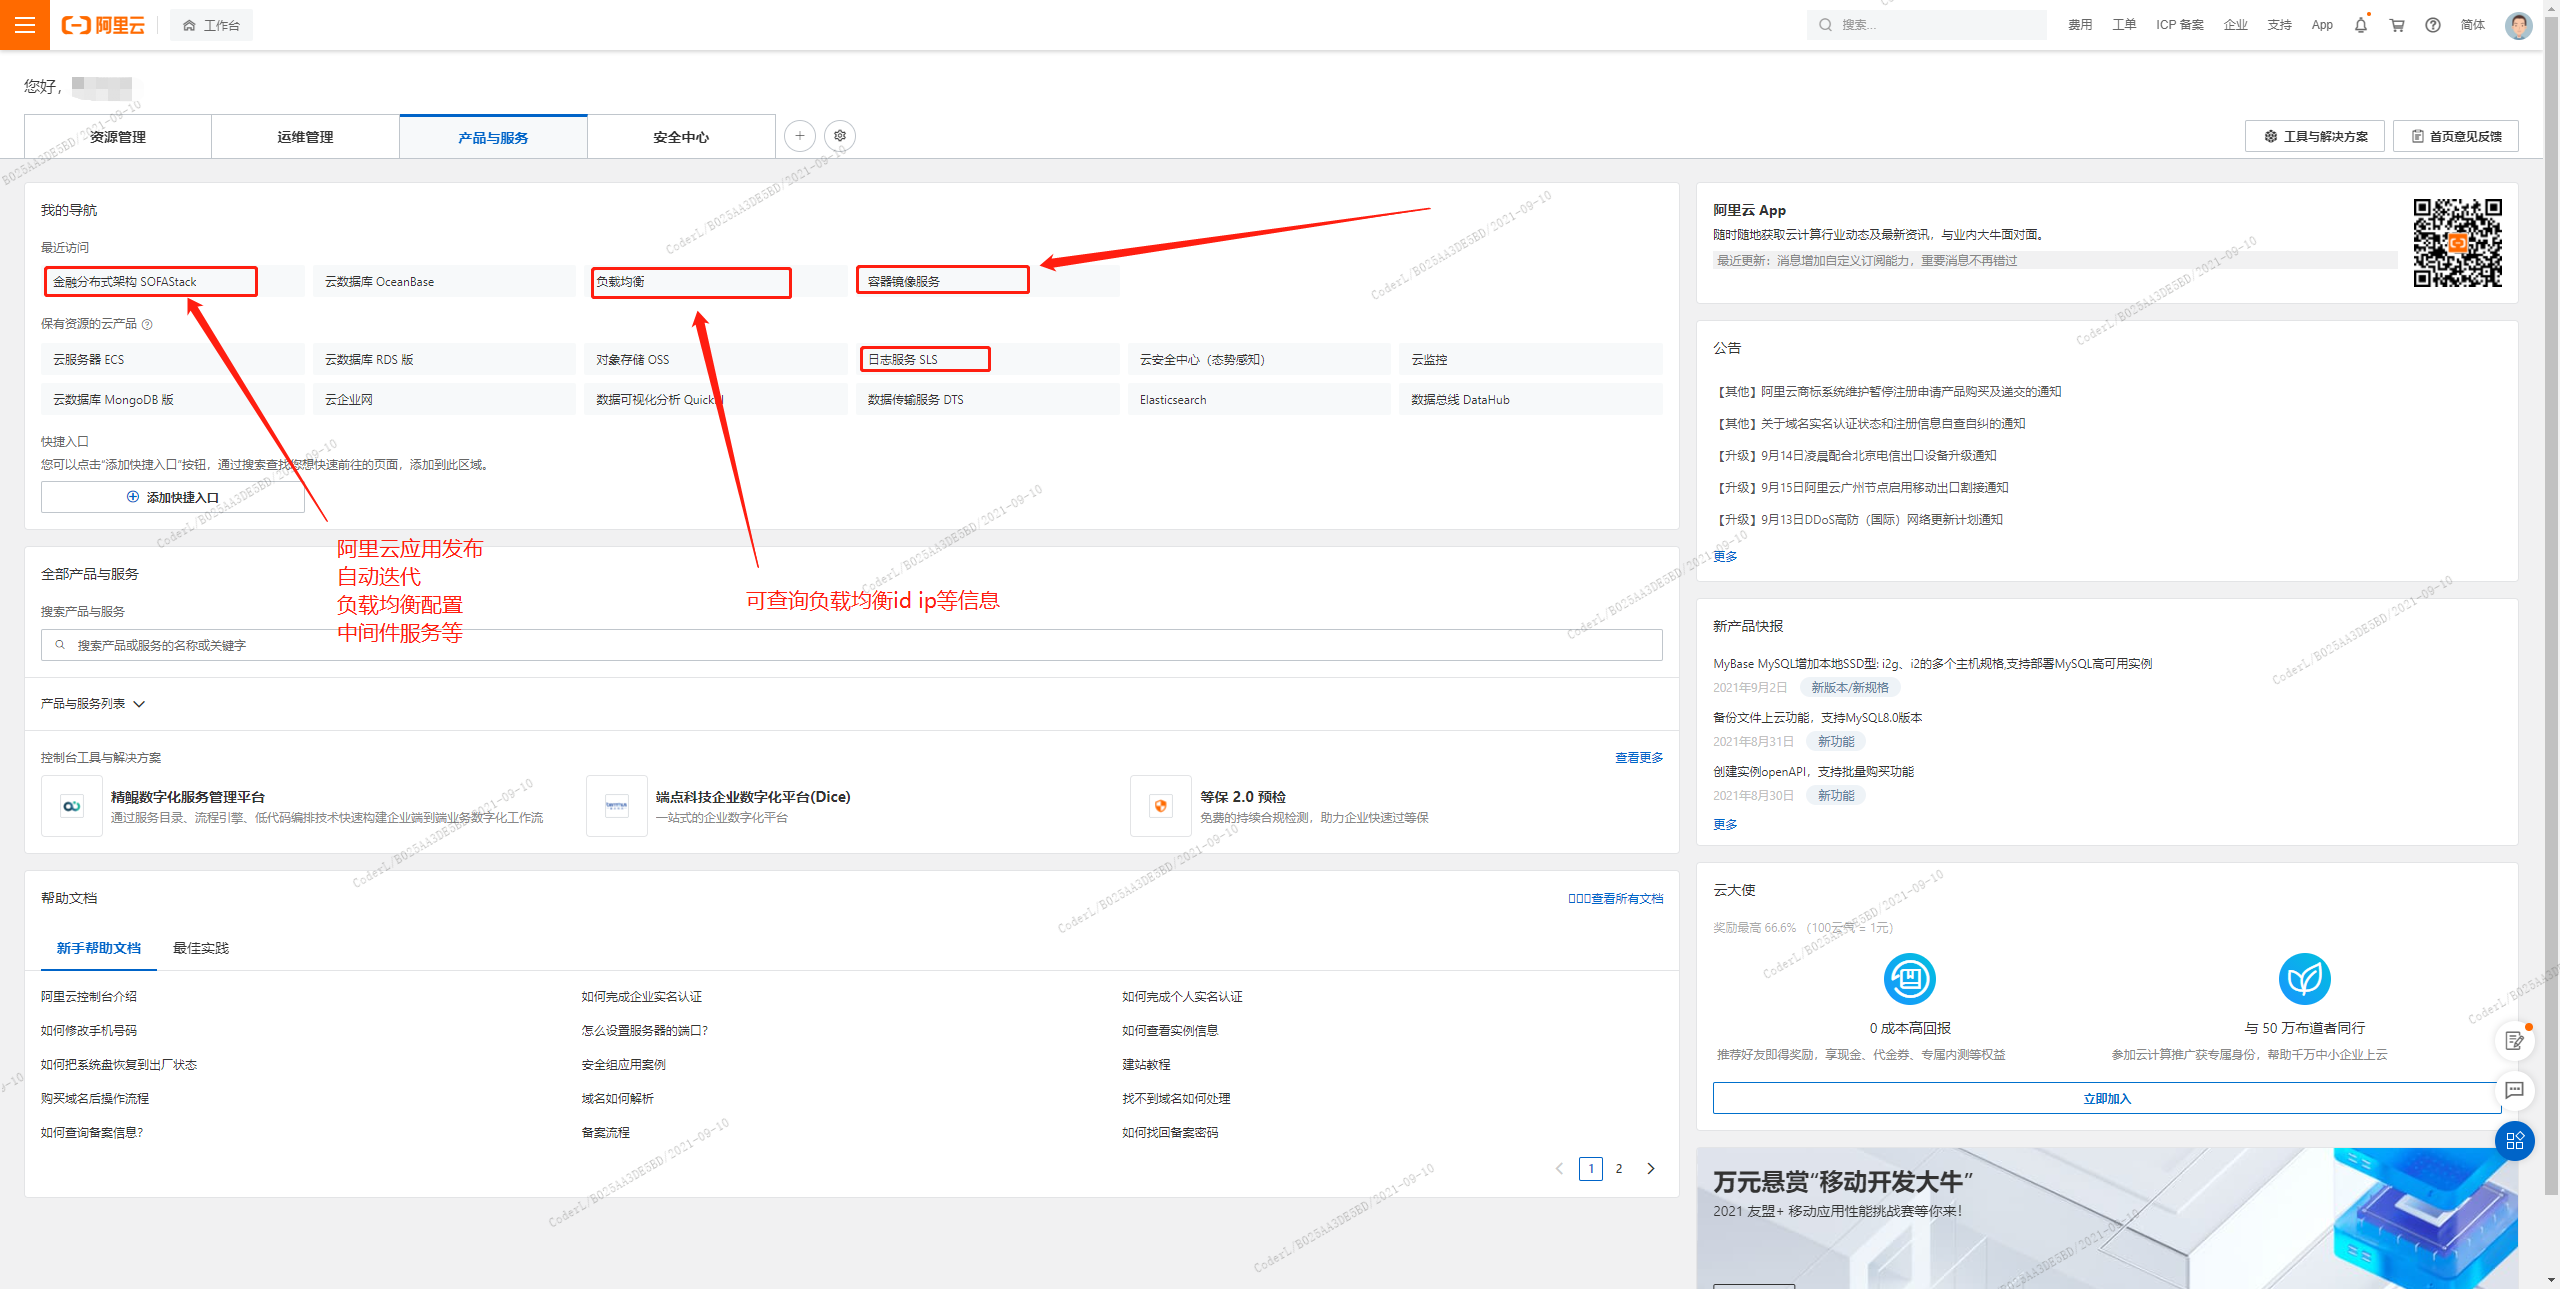 阿里云
工作台
搜索...
费用
工单
ICP 备案
企业
支持
App
简体
您好，
资源管理
运维管理
产品与服务
安全中心
工具与解决方案
首页意见反馈
我的导航
最近访问
金融分布式架构 SOFAStack
云数据库 OceanBase
负载均衡
容器镜像服务
保有资源的云产品
云服务器 ECS
云数据库 RDS 版
对象存储 OSS
日志服务 SLS
云安全中心（态势感知）
云监控
云数据库 MongoDB 版
云企业网
数据可视化分析
数据传输服务 DTS
Elasticsearch
数据总线 DataHub
快捷入口
您可以点击“添加快捷入口”按钮，通过搜索查找您想快速前往的页面，添加到此区域。
添加快捷入口
阿里云应用发布
自动迭代
负载均衡配置
中间件服务等
可查询负载均衡id ip等信息
全部产品与服务
搜索产品与服务
搜索产品或服务的名称或关键字
产品与服务列表
控制台工具与解决方案
查看更多
精鲲数字化服务管理平台
通过服务目录、流程引擎、低代码编排技术快速构建企业端到端业务数字化工作流
端点科技企业数字化平台(Dice)
一站式的企业数字化平台
等保 2.0 预检
免费的持续合规检测，助力企业快速过等保
帮助文档
查看所有文档
新手帮助文档
最佳实践
阿里云控制台介绍
如何完成企业实名认证
如何完成个人实名认证
如何修改手机号码
怎么设置服务器的端口?
如何查看实例信息
如何把系统盘恢复到出厂状态
安全组应用案例
建站教程
购买域名后操作流程
域名如何解析
找不到域名如何处理
如何查询备案信息?
备案流程
如何找回备案密码
1
2
阿里云 App
随时随地获取云计算行业动态及最新资讯，与业内大牛面对面。
最近更新：消息增加自定义订阅能力，重要消息不再错过
公告
【其他】阿里云商标系统维护暂停注册申请产品购买及递交的通知
【其他】关于域名实名认证状态和注册信息自查自纠的通知
【升级】9月14日凌晨配合北京电信出口设备升级通知
【升级】9月15日阿里云广州节点启用移动出口割接通知
【升级】9月13日DDoS高防（国际）网络更新计划通知
更多
新产品快报
MyBase MySQL增加本地SSD型: i2g、i2的多个主机规格,支持部署MySQL高可用实例
2021年9月2日
新版本/新规格
备份文件上云功能，支持MySQL8.0版本
2021年8月31日
新功能
创建实例openAPI，支持批量购买功能
2021年8月30日
新功能
更多
云大使
奖励最高 66.6% （100云气 = 1元）
0 成本高回报
推荐好友即得奖励，享现金、代金券、专属内测等权益
与 50 万布道者同行
参加云计算推广获专属身份，帮助千万中小企业上云
立即加入
万元悬赏“移动开发大牛”
2021 友盟+ 移动应用性能挑战赛等你来!
CoderL/B025AA3DE5BD/2021-09-10